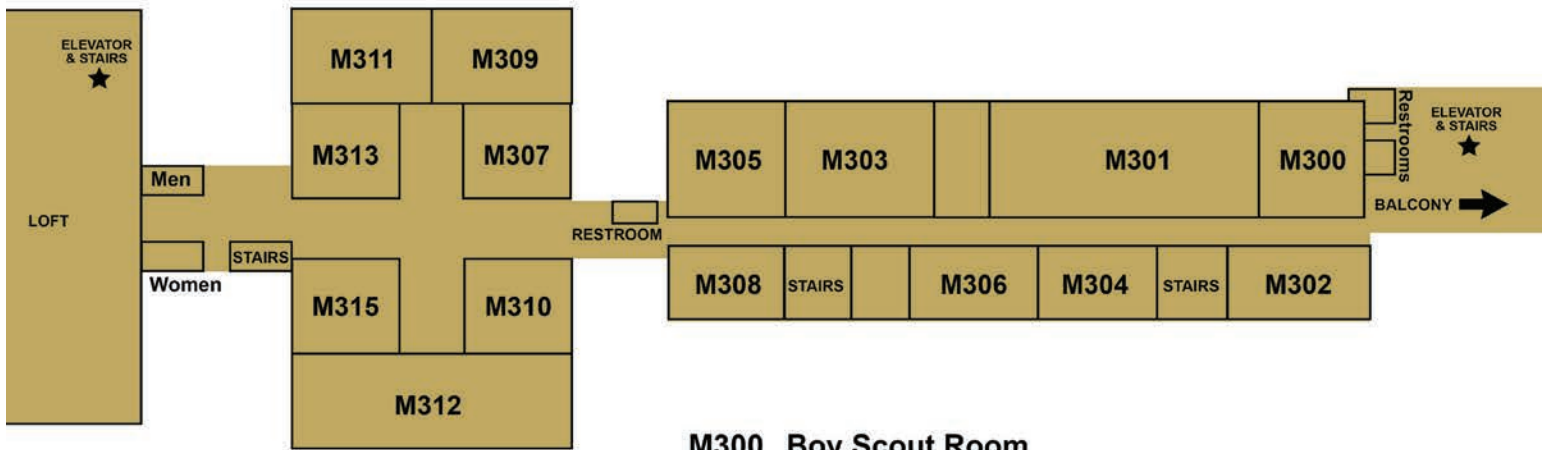 ELEVATOR
& STAIRS
LOFT
Men
Women
STAIRS
M311
M309
M313
M307
M315
M310
M312
RESTROOM
M305
M303
M301
M300
Restrooms
ELEVATOR
& STAIRS
BALCONY
M308
STAIRS
M306
M304
STAIRS
M302
M300 Boy Scout Room